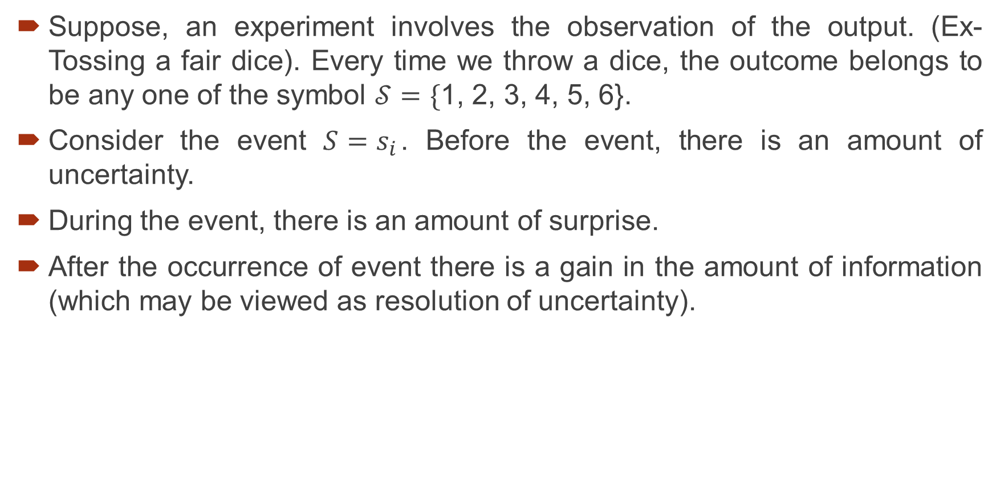 Suppose, an experiment involves the observation of the output. (Ex-
Tossing a fair dice). Every time we throw a dice, the outcome belongs to
be any one of the symbol 𝒮 = {1, 2, 3, 4, 5, 6}.
Consider the event S = sᵢ. Before the event, there is an amount of
uncertainty.
During the event, there is an amount of surprise.
After the occurrence of event there is a gain in the amount of information
(which may be viewed as resolution of uncertainty).